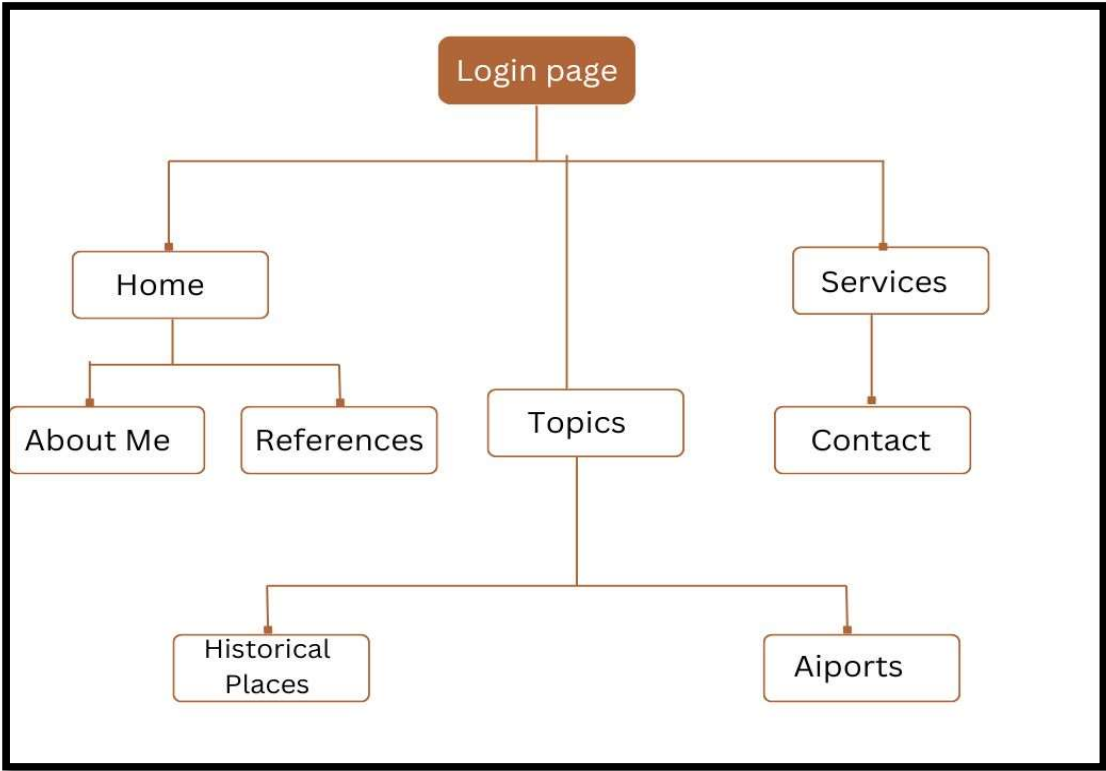 Login page
Home
Services
About Me
References
Topics
Contact
Historical
Places
Aiports